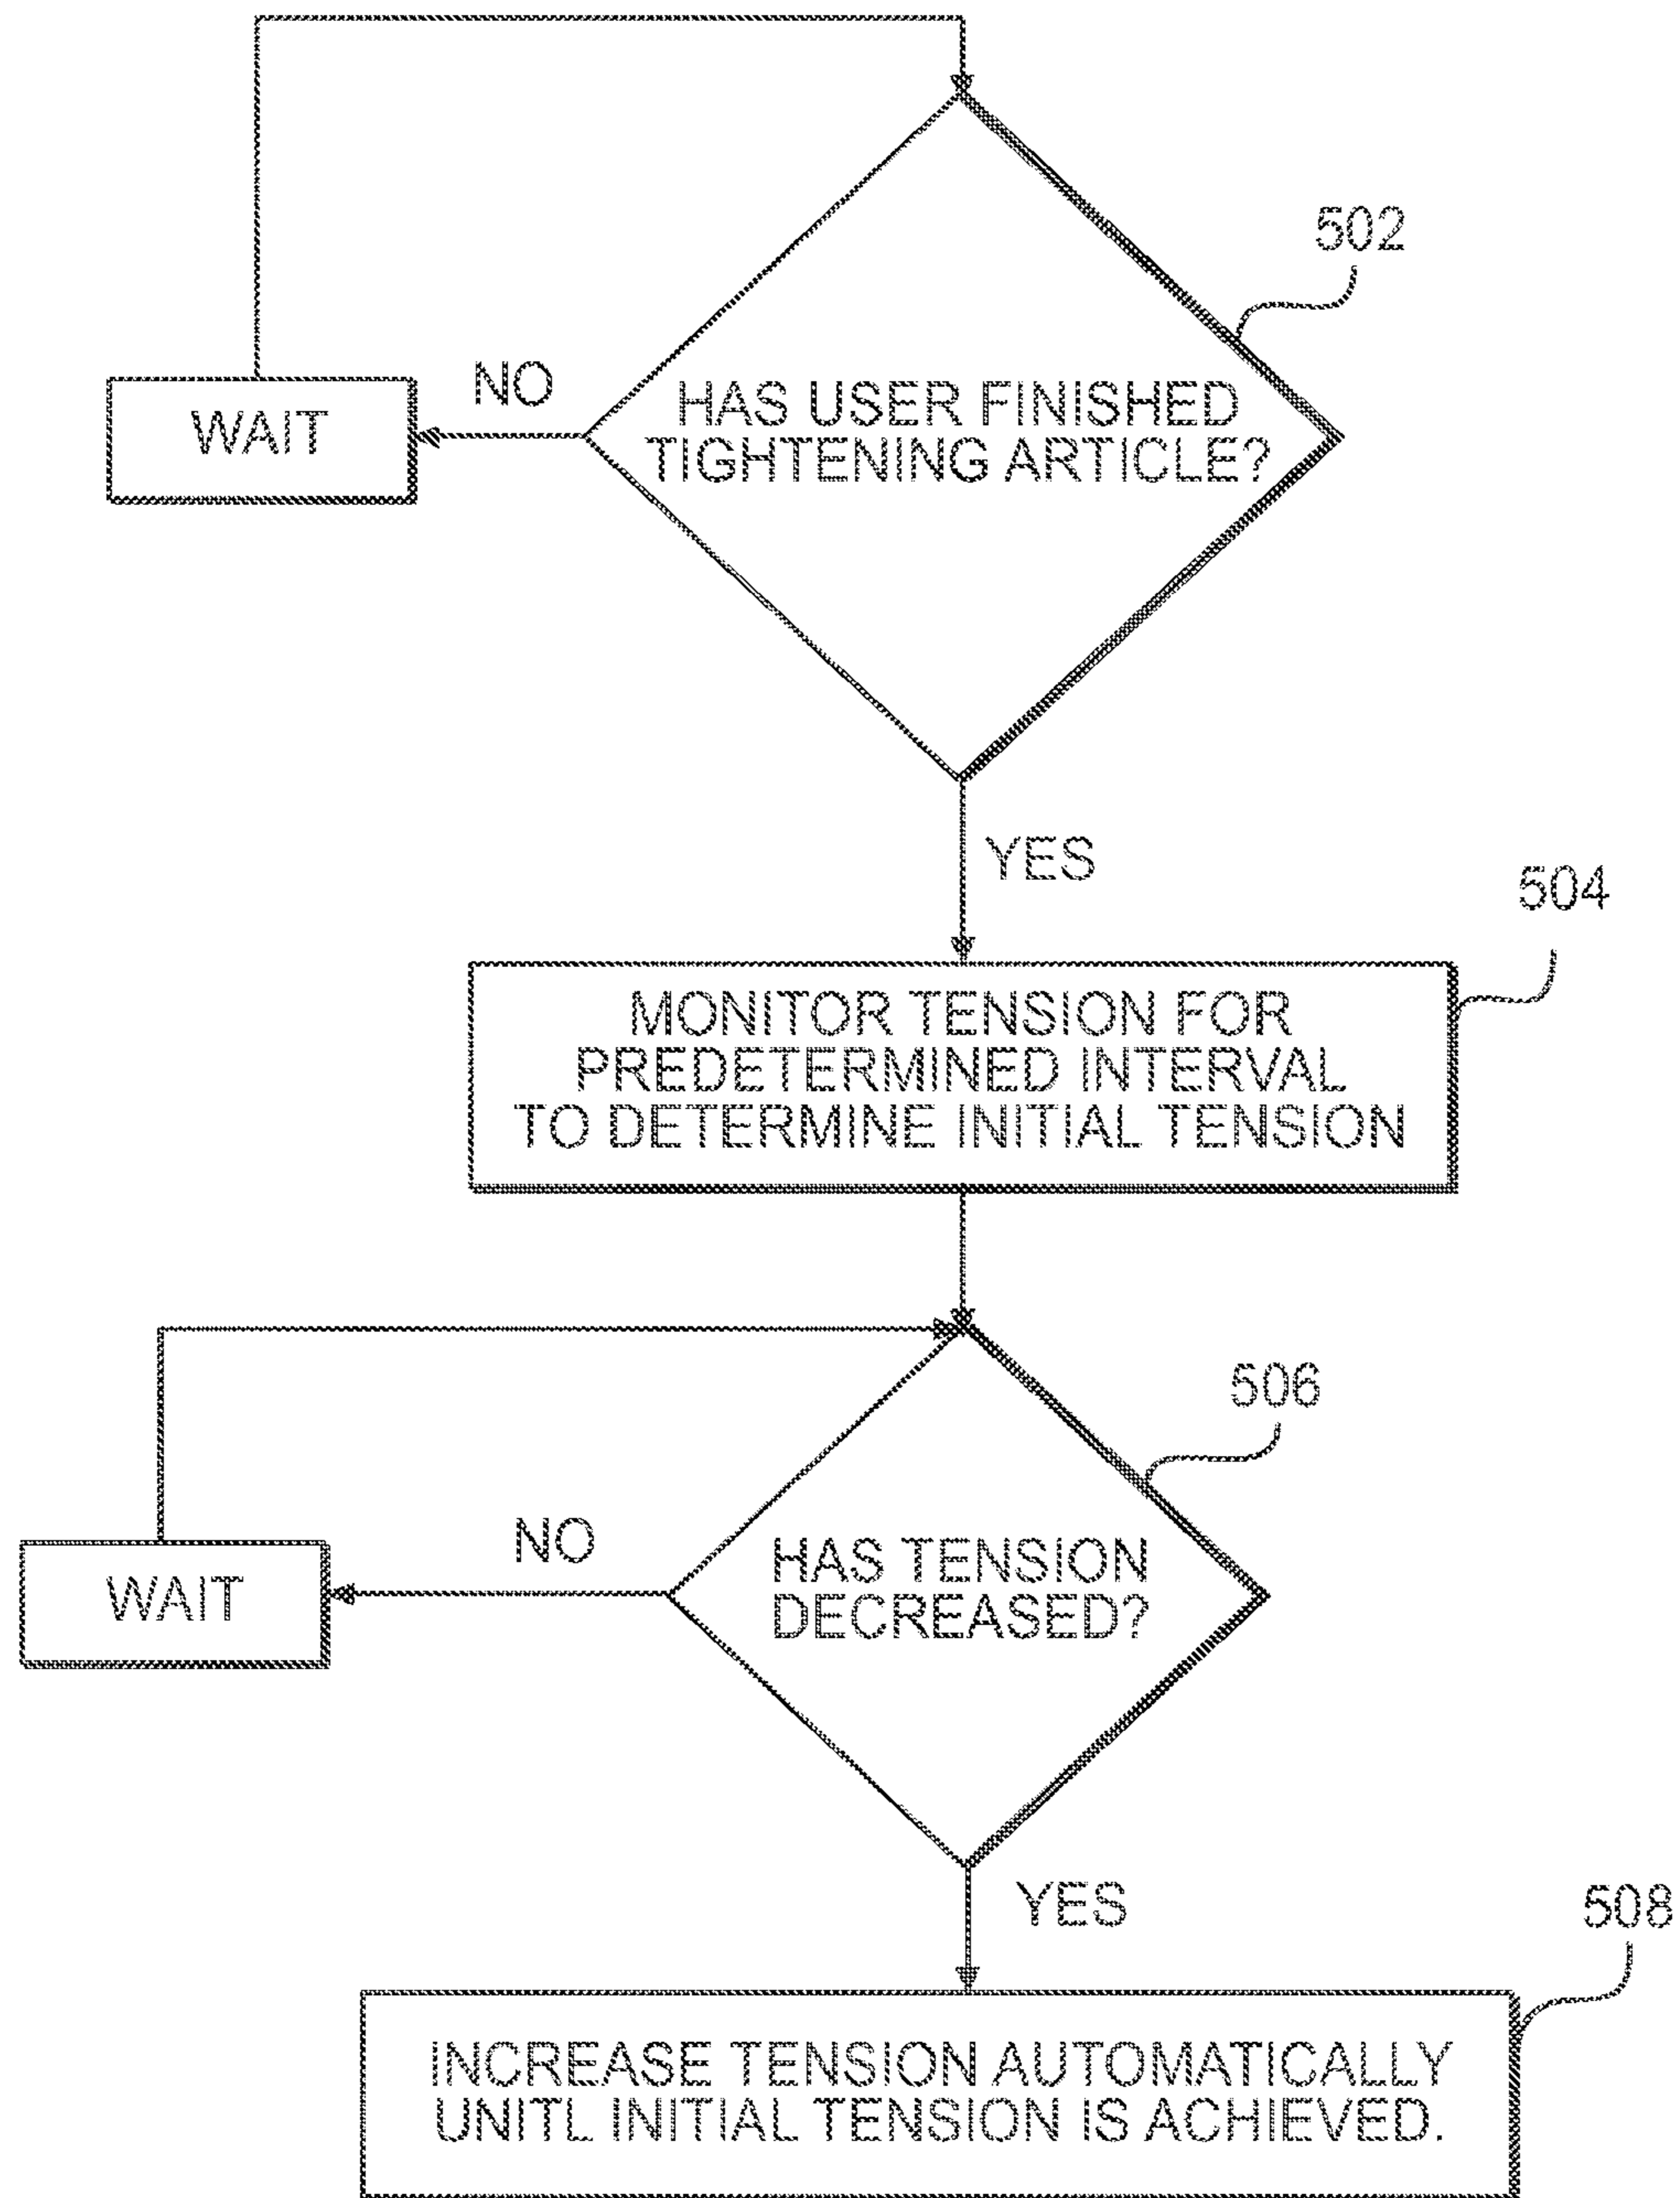 502
HAS USER FINISHED
TIGHTENING ARTICLE?
NO
WAIT
YES
504
MONITOR TENSION FOR
PREDETERMINED INTERVAL
TO DETERMINE INITIAL TENSION
506
HAS TENSION
DECREASED?
NO
WAIT
YES
508
INCREASE TENSION AUTOMATICALLY
UNITL INITIAL TENSION IS ACHIEVED.